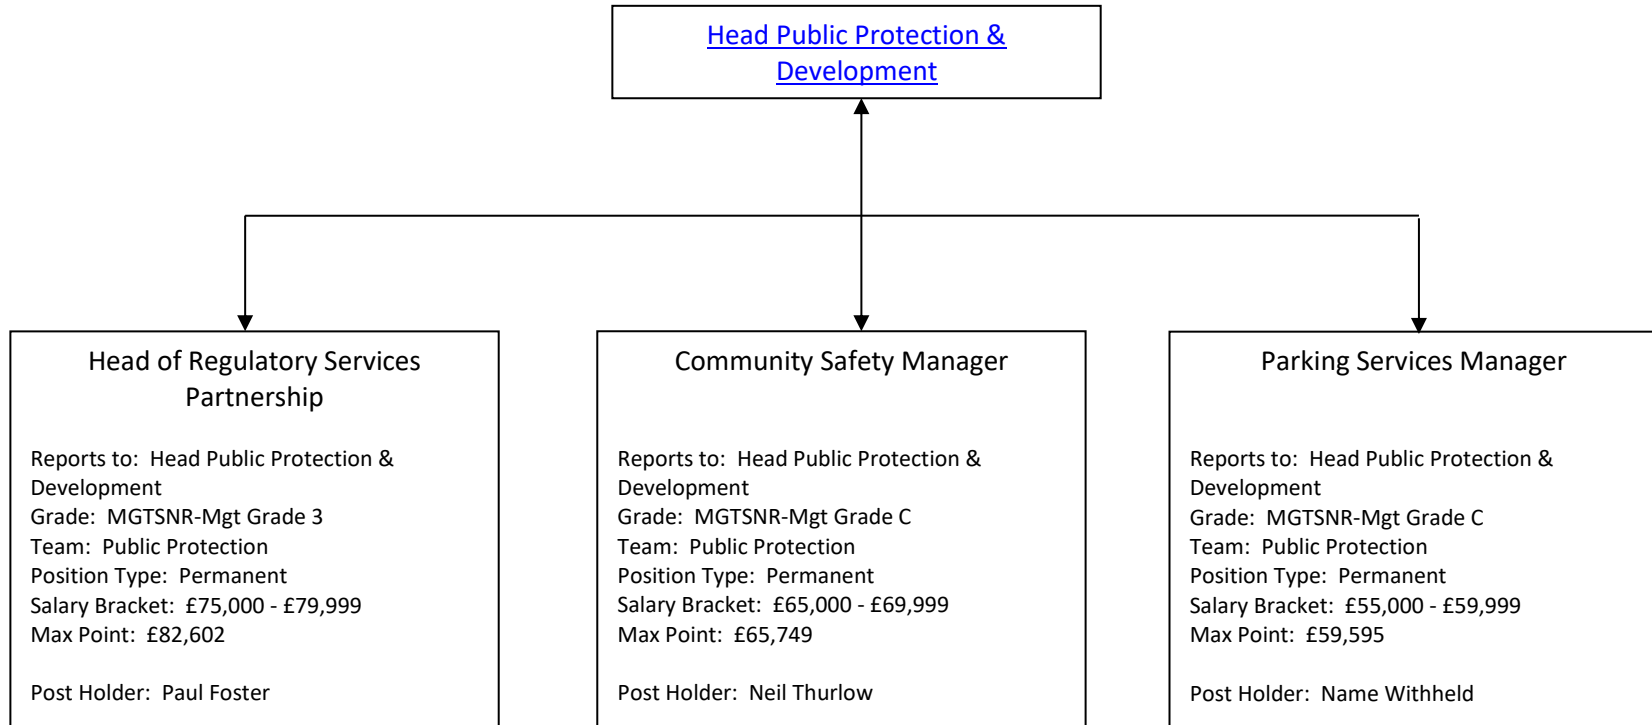 Head Public Protection &
Development
Head of Regulatory Services
Partnership
Reports to:  Head Public Protection &
Development
Grade:  MGTSNR-Mgt Grade 3
Team:  Public Protection
Position Type:  Permanent
Salary Bracket:  £75,000 - £79,999
Max Point:  £82,602
Post Holder:  Paul Foster
Community Safety Manager
Reports to:  Head Public Protection &
Development
Grade:  MGTSNR-Mgt Grade C
Team:  Public Protection
Position Type:  Permanent
Salary Bracket:  £65,000 - £69,999
Max Point:  £65,749
Post Holder:  Neil Thurlow
Parking Services Manager
Reports to:  Head Public Protection &
Development
Grade:  MGTSNR-Mgt Grade C
Team:  Public Protection
Position Type:  Permanent
Salary Bracket:  £55,000 - £59,999
Max Point:  £59,595
Post Holder:  Name Withheld